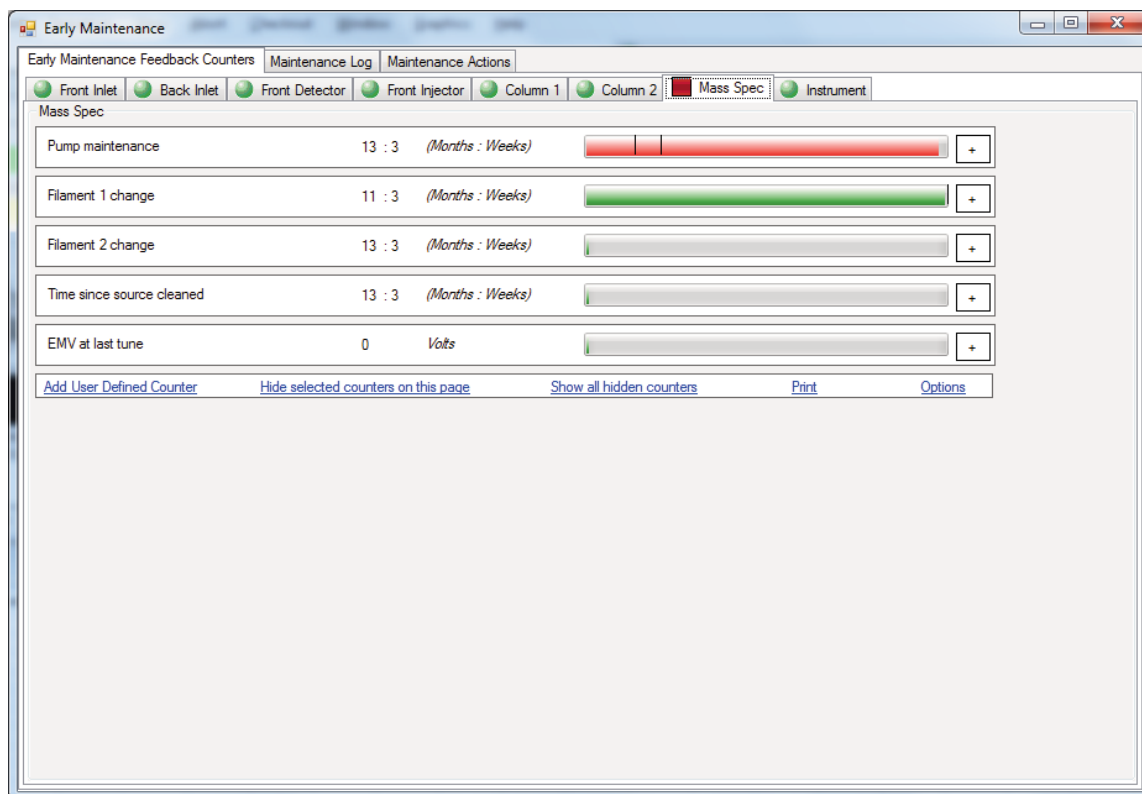 Early Maintenance
Early Maintenance Feedback Counters Maintenance Log Maintenance Actions
Front Inlet Back Inlet Front Detector Front Injector Column 1 Column 2 Mass Spec Instrument
Mass Spec
Pump maintenance 13 : 3 (Months : Weeks) +
Filament 1 change 11 : 3 (Months : Weeks) +
Filament 2 change 13 : 3 (Months : Weeks) +
Time since source cleaned 13 : 3 (Months : Weeks) +
EMV at last tune 0 Volts +
Add User Defined Counter Hide selected counters on this page Show all hidden counters Print Options